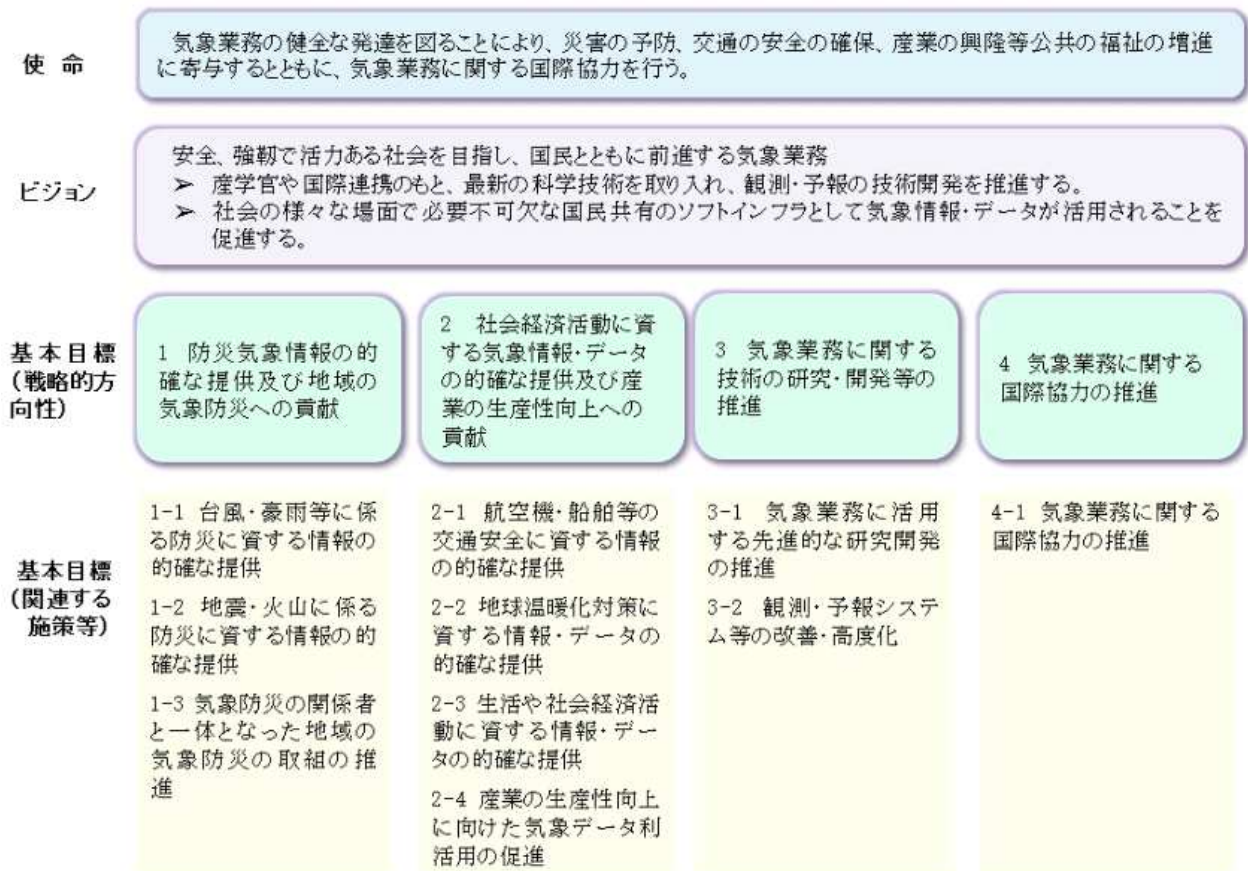 使 命
気象業務の健全な発達を図ることにより、災害の予防、交通の安全の確保、産業の興隆等公共の福祉の増進
に寄与するとともに、気象業務に関する国際協力を行う。
ビジョン
安全、強靭で活力ある社会を目指し、国民とともに前進する気象業務
➢ 産学官や国際連携のもと、最新の科学技術を取り入れ、観測・予報の技術開発を推進する。
➢ 社会の様々な場面で必要不可欠な国民共有のソフトインフラとして気象情報・データが活用されることを
促進する。
基本目標
(戦略的方
向性)
1 防災気象情報の的
確な提供及び地域の
気象防災への貢献
2 社会経済活動に資
する気象情報・データ
の的確な提供及び産
業の生産性向上への
貢献
3 気象業務に関する
技術の研究・開発等の
推進
4 気象業務に関する
国際協力の推進
基本目標
(関連する
施策等)
1-1 台風・豪雨等に係
る防災に資する情報の
的確な提供
1-2 地震・火山に係る
防災に資する情報の的
確な提供
1-3 気象防災の関係者
と一体となった地域の
気象防災の取組の推
進
2-1 航空機・船舶等の
交通安全に資する情報
の的確な提供
2-2 地球温暖化対策に
資する情報・データの
的確な提供
2-3 生活や社会経済活
動に資する情報・デー
タの的確な提供
2-4 産業の生産性向上
に向けた気象データ利
活用の促進
3-1 気象業務に活用
する先進的な研究開発
の推進
3-2 観測・予報システ
ム等の改善・高度化
4-1 気象業務に関する
国際協力の推進